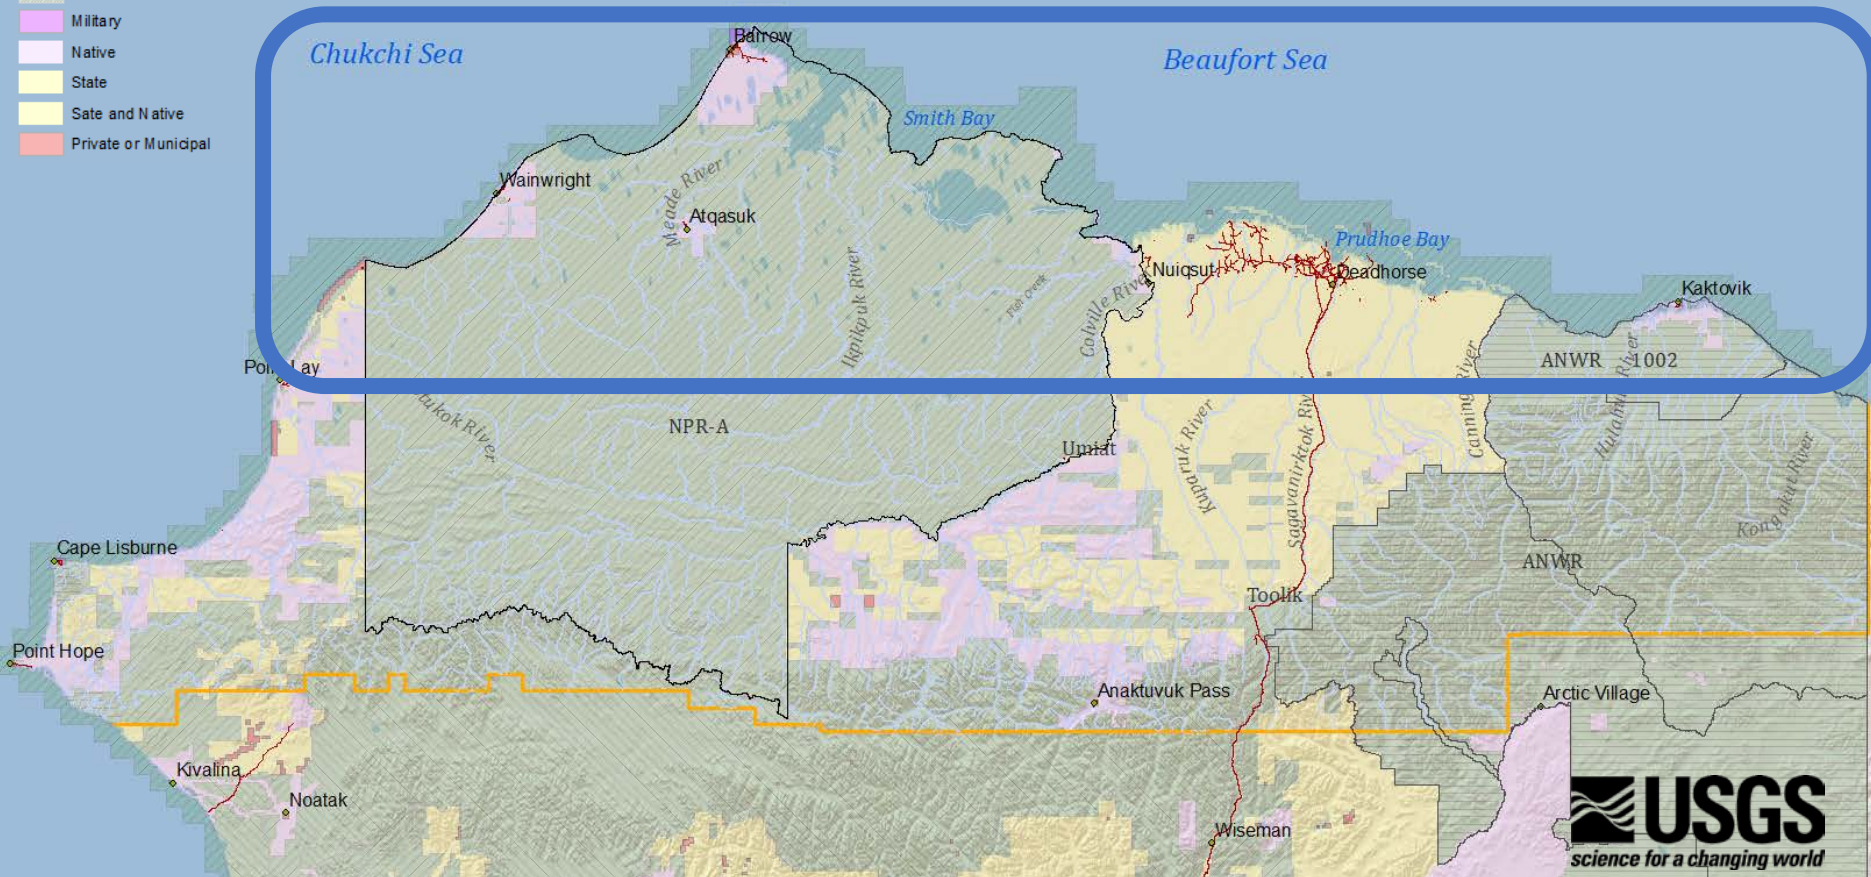 Military
Native
State
Sate and Native
Private or Municipal
Chukchi Sea
Barrow
Beaufort Sea
Smith Bay
Wainwright
Meade River
Atqasuk
Prudhoe Bay
Nuiqsut
Deadhorse
Kaktovik
Ikpikpuk River
Fish Creek
Colville River
Lay
ANWR 1002
Hulahula River
Canning River
NPR-A
River
Umiat
Kuparuk River
Sagavanirktok Riv
Kongakut River
Cape Lisburne
ANWR
Toolik
Point Hope
Anaktuvuk Pass
Arctic Village
Kivalina
Noatak
Wiseman
USGS
science for a changing world